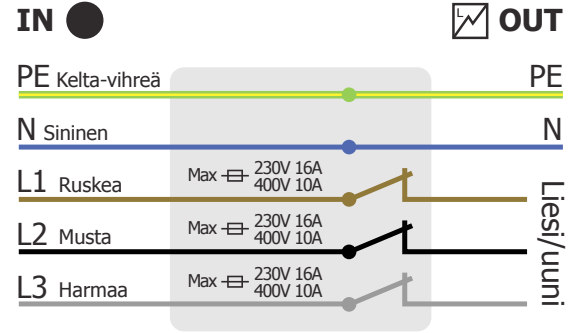 IN OUT
PE Kelta-vihreä PE
N Sininen N
L1 Ruskea Max 230V 16A
400V 10A
L2 Musta Max 230V 16A
400V 10A
L3 Harmaa Max 230V 16A
400V 10A
Liesi/uuni